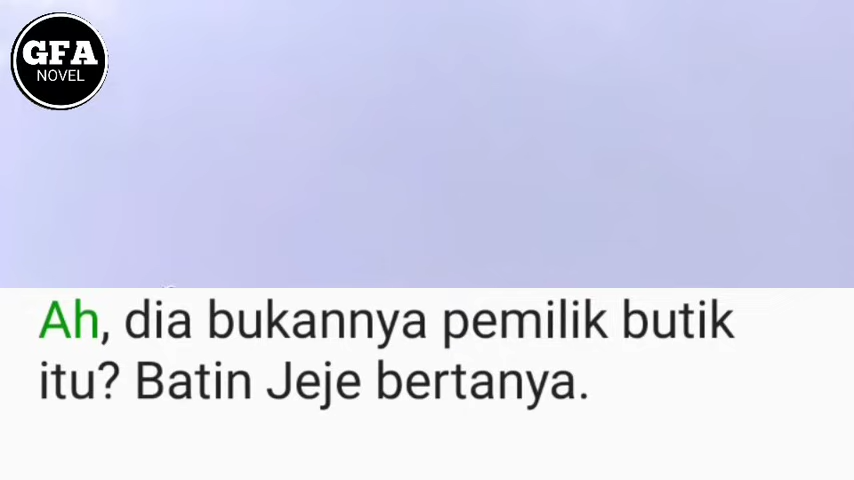 GFA
NOVEL
Ah, dia bukannya pemilik butik
itu? Batin Jeje bertanya.